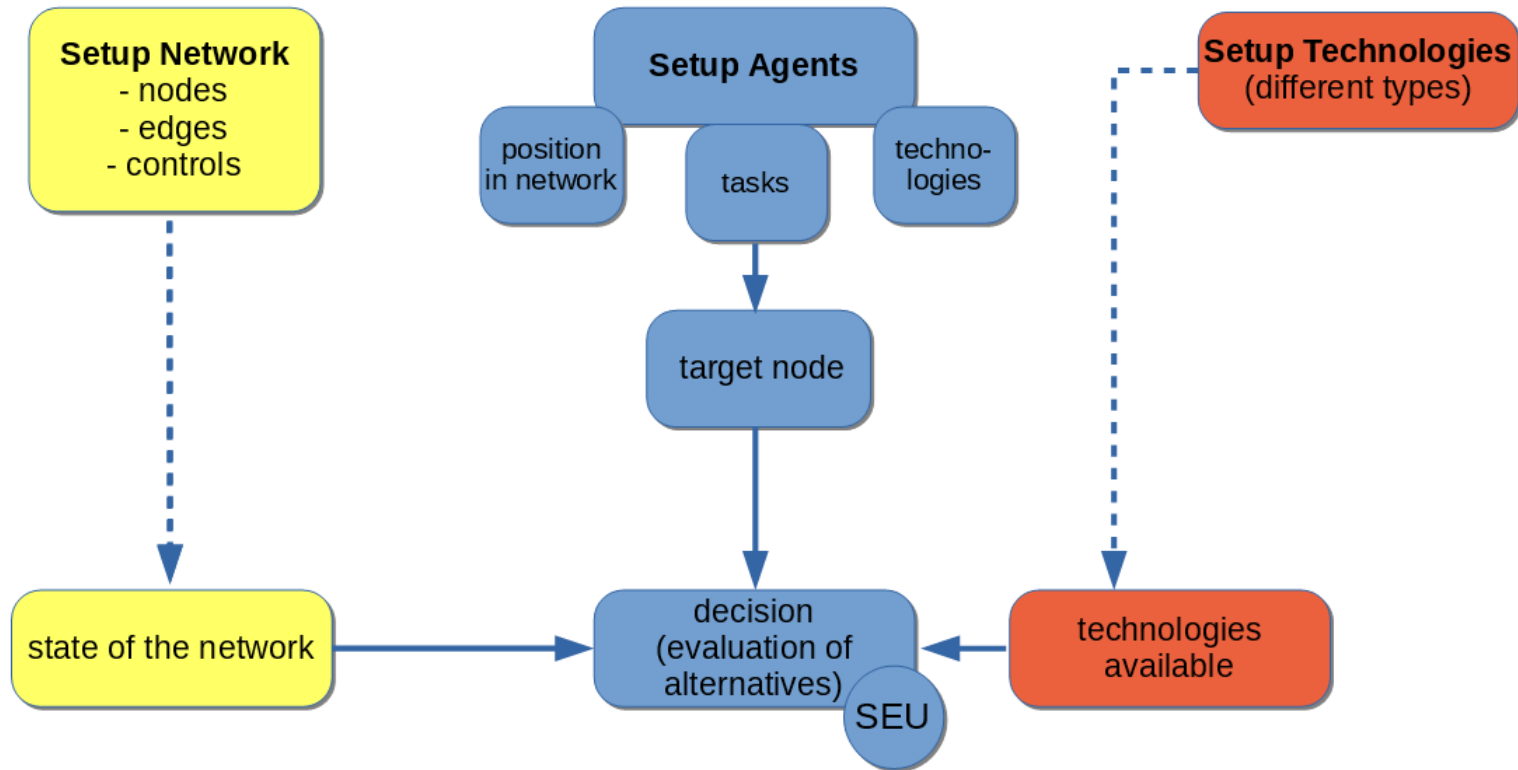 Setup Network
- nodes
- edges
- controls
Setup Agents
position
in network
tasks
techno-
logies
Setup Technologies
(different types)
target node
state of the network
decision
(evaluation of
alternatives)
SEU
technologies
available